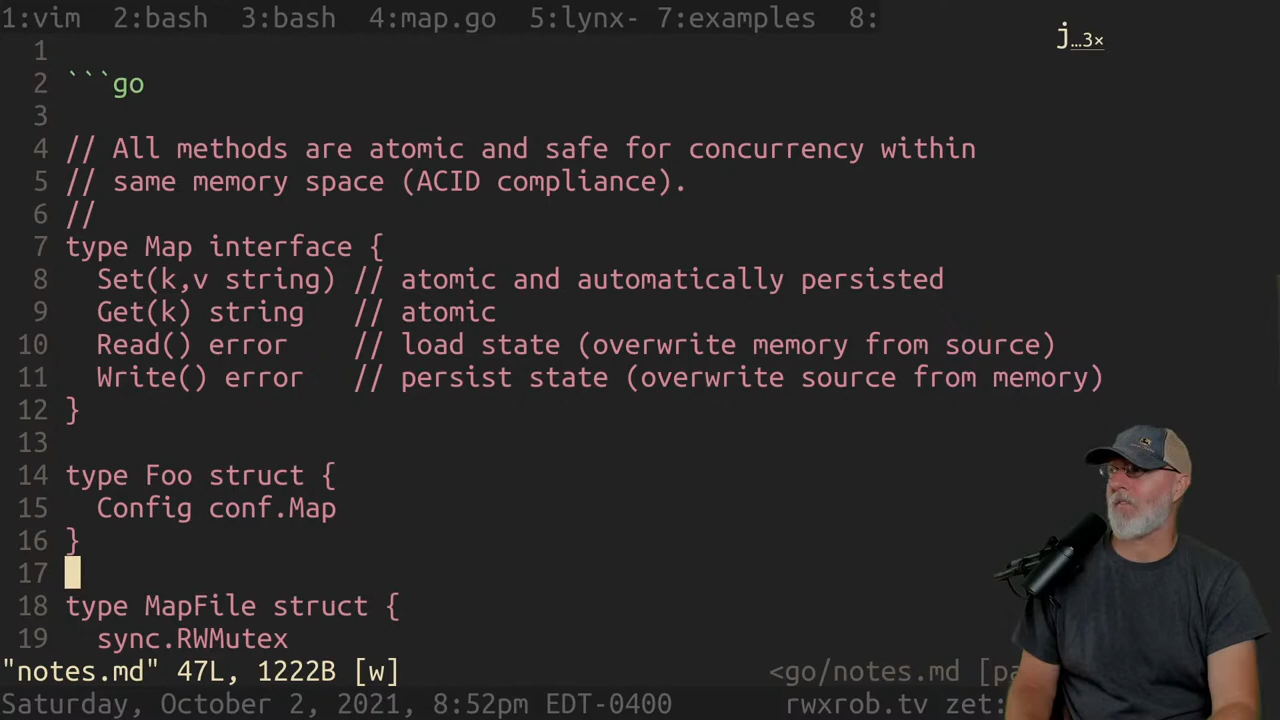 1:vim 2:bash 3:bash 4:map.go 5:lynx- 7:examples 8:
j…3×
1
2 ```go
3
4 // All methods are atomic and safe for concurrency within
5 // same memory space (ACID compliance).
6 //
7 type Map interface {
8 Set(k,v string) // atomic and automatically persisted
9 Get(k) string // atomic
10 Read() error // load state (overwrite memory from source)
11 Write() error // persist state (overwrite source from memory)
12 }
13
14 type Foo struct {
15 Config conf.Map
16 }
17
18 type MapFile struct {
19 sync.RWMutex
"notes.md" 47L, 1222B [w] <go/notes.md [pa
Saturday, October 2, 2021, 8:52pm EDT-0400 rwxrob.tv zet: